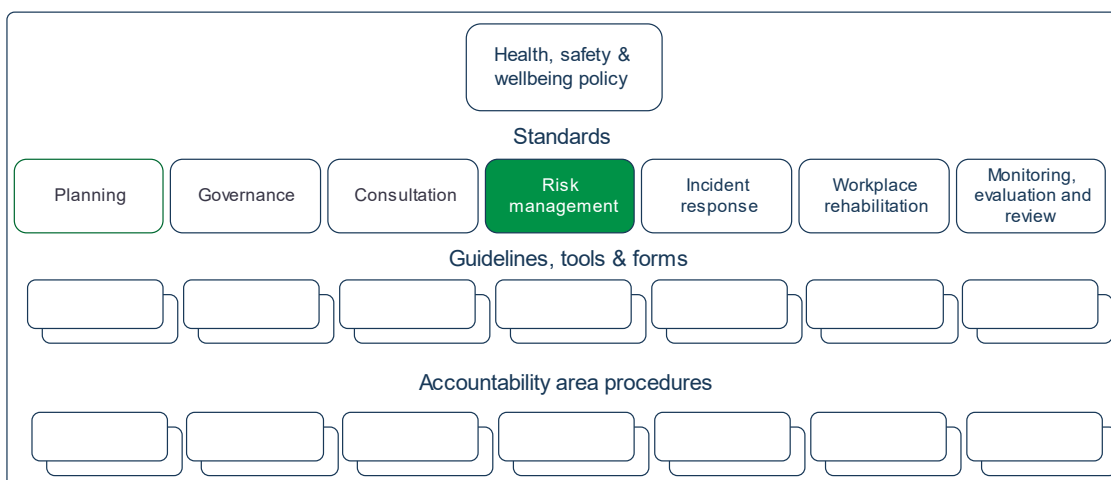 Health, safety &
wellbeing policy
Standards
Planning
Governance
Consultation
Risk
management
Incident
response
Workplace
rehabilitation
Monitoring,
evaluation and
review
Guidelines, tools & forms
Accountability area procedures